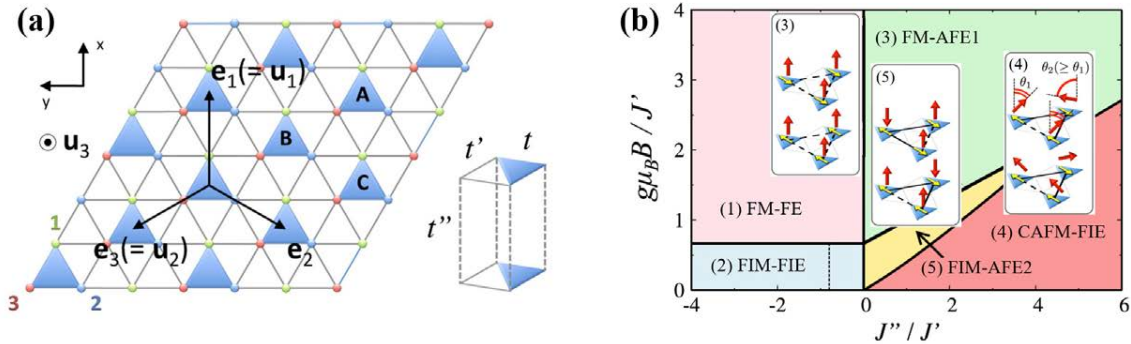 (a)
x
y
u₃
e₁(= u₁)
A
B
C
e₃(= u₂)
e₂
1
3
2
t'
t
t''
(b)
gμ_BB / J'
4
3
2
1
0
-4
-2
0
2
4
6
J'' / J'
(1) FM-FE
(2) FIM-FIE
(3) FM-AFE1
(4) CAFM-FIE
(5) FIM-AFE2
(3)
(5)
(4)
θ₁
θ₂(≥ θ₁)